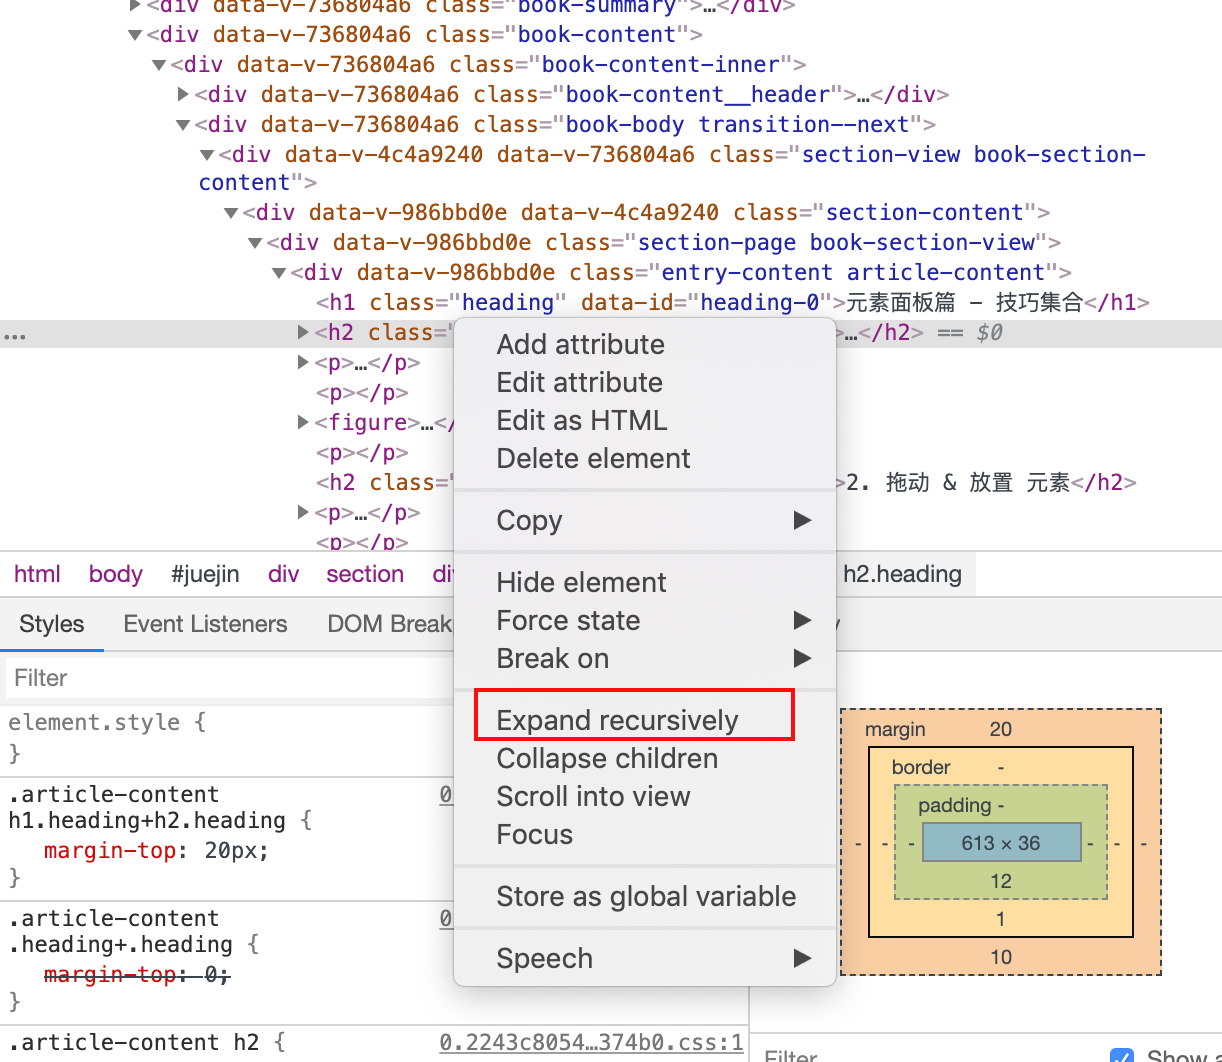 <div data-v-736804a6 class="book-summary">…</div>
<div data-v-736804a6 class="book-content">
<div data-v-736804a6 class="book-content-inner">
<div data-v-736804a6 class="book-content__header">…</div>
<div data-v-736804a6 class="book-body transition--next">
<div data-v-4c4a9240 data-v-736804a6 class="section-view book-section-
content">
<div data-v-986bbd0e data-v-4c4a9240 class="section-content">
<div data-v-986bbd0e class="section-page book-section-view">
<div data-v-986bbd0e class="entry-content article-content">
<h1 class="heading" data-id="heading-0">元素面板篇 - 技巧集合</h1>
… <h2 class=" >…</h2> == $0
<p>…</p>
<p></p>
<figure>…</
<p></p>
<h2 class= >2. 拖动 & 放置 元素</h2>
<p>…</p>
<p></p>
Add attribute
Edit attribute
Edit as HTML
Delete element
Copy
Hide element
Force state
Break on
Expand recursively
Collapse children
Scroll into view
Focus
Store as global variable
Speech
html body #juejin div section div h2.heading
Styles Event Listeners DOM Break
Filter
element.style {
}
.article-content 0
h1.heading+h2.heading {
margin-top: 20px;
}
.article-content 0
.heading+.heading {
margin-top: 0;
}
.article-content h2 { 0.2243c8054…374b0.css:1
margin 20
border -
padding -
- - - 613 × 36 - - -
12
1
10
Filter Show a